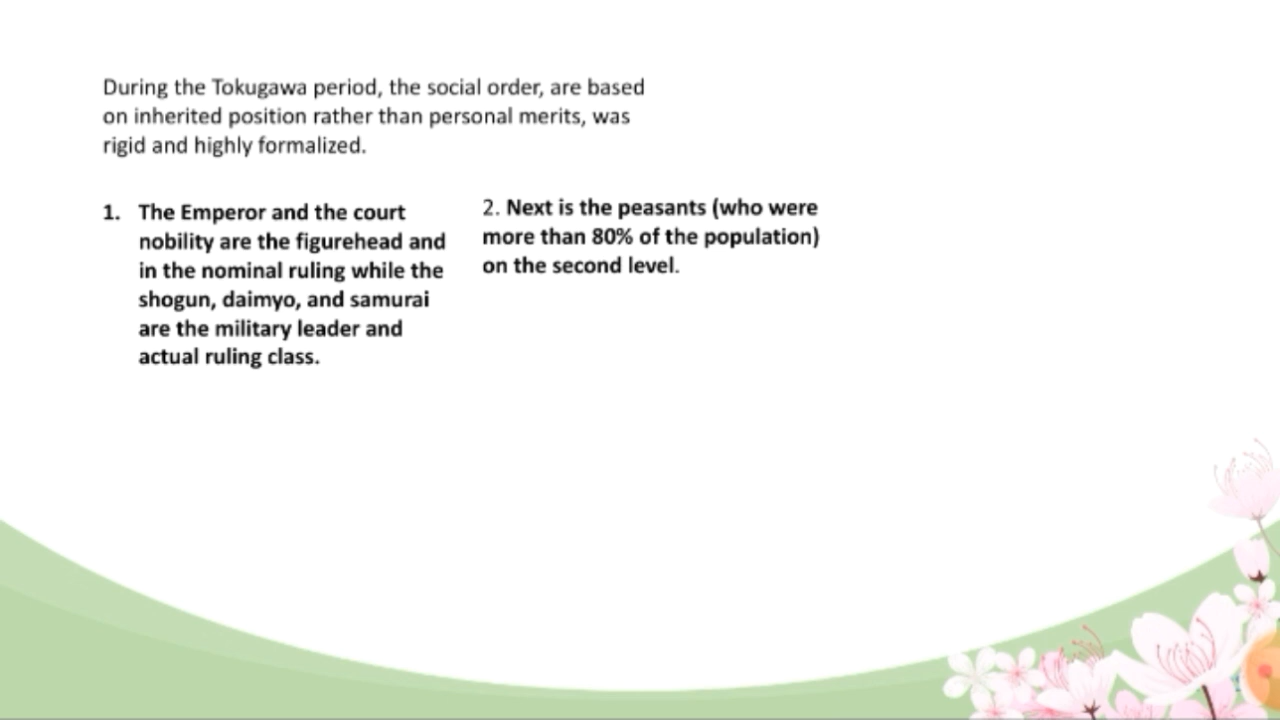 During the Tokugawa period, the social order, are based
on inherited position rather than personal merits, was
rigid and highly formalized.
1. The Emperor and the court
nobility are the figurehead and
in the nominal ruling while the
shogun, daimyo, and samurai
are the military leader and
actual ruling class.
2. Next is the peasants (who were
more than 80% of the population)
on the second level.